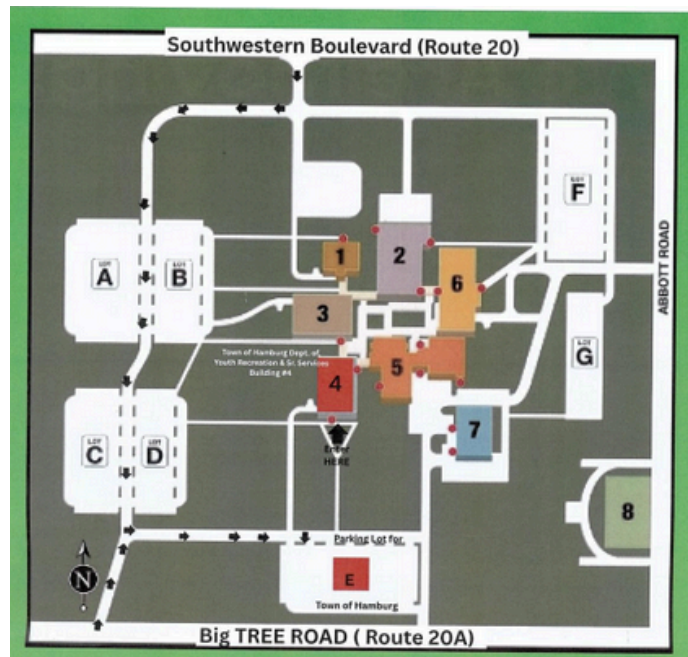 Southwestern Boulevard (Route 20)
LOT
F
2
1
LOT
A
LOT
B
6
ABBOTT ROAD
3
LOT
G
Town of Hamburg Dept. of
Youth Recreation & Sr. Services
Building #4
5
4
7
LOT
C
LOT
D
Enter
HERE
8
Parking Lot for
N
E
Town of Hamburg
Big TREE ROAD ( Route 20A)